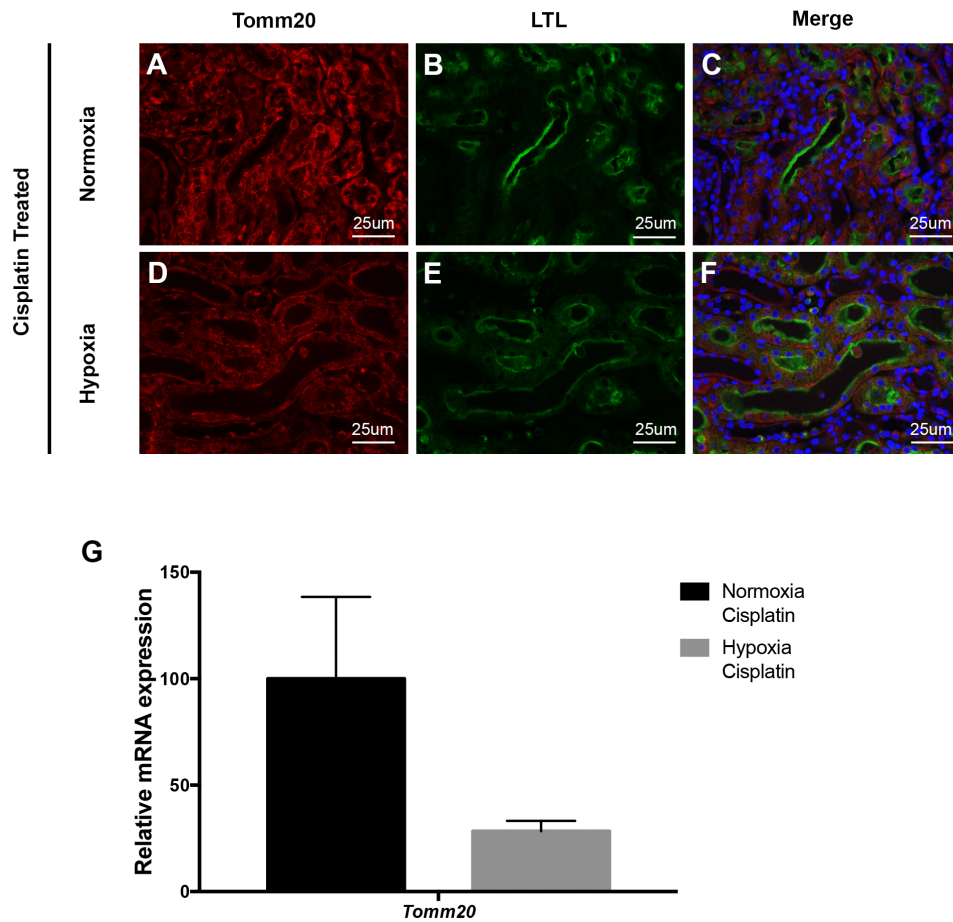 Tomm20
LTL
Merge
Cisplatin Treated
Normoxia
A
25um
B
25um
C
25um
Hypoxia
D
25um
E
25um
F
25um
G
Relative mRNA expression
150
100
50
0
Tomm20
Normoxia
Cisplatin
Hypoxia
Cisplatin